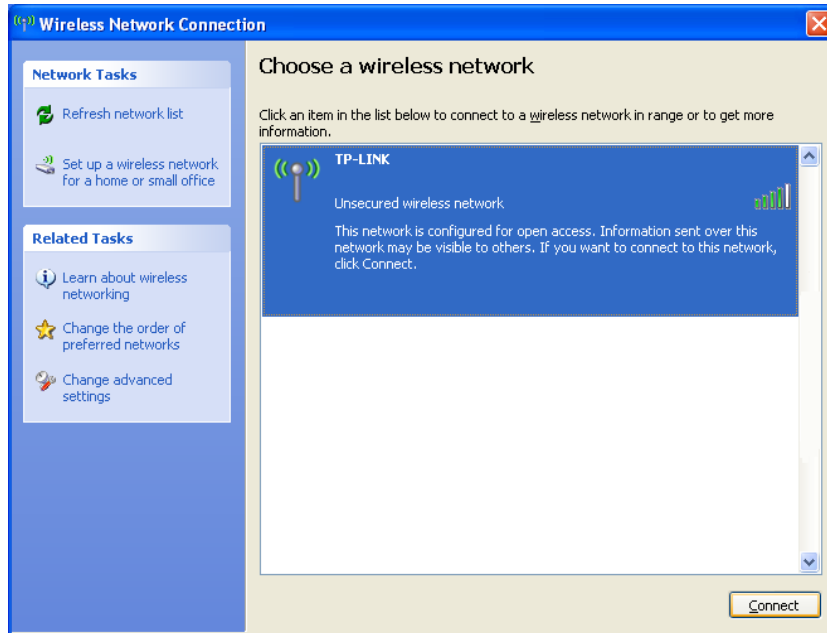 Wireless Network Connection
Network Tasks
Refresh network list
Set up a wireless network
for a home or small office
Related Tasks
Learn about wireless
networking
Change the order of
preferred networks
Change advanced
settings
Choose a wireless network
Click an item in the list below to connect to a wireless network in range or to get more
information.
TP-LINK
Unsecured wireless network
This network is configured for open access. Information sent over this
network may be visible to others. If you want to connect to this network,
click Connect.
Connect